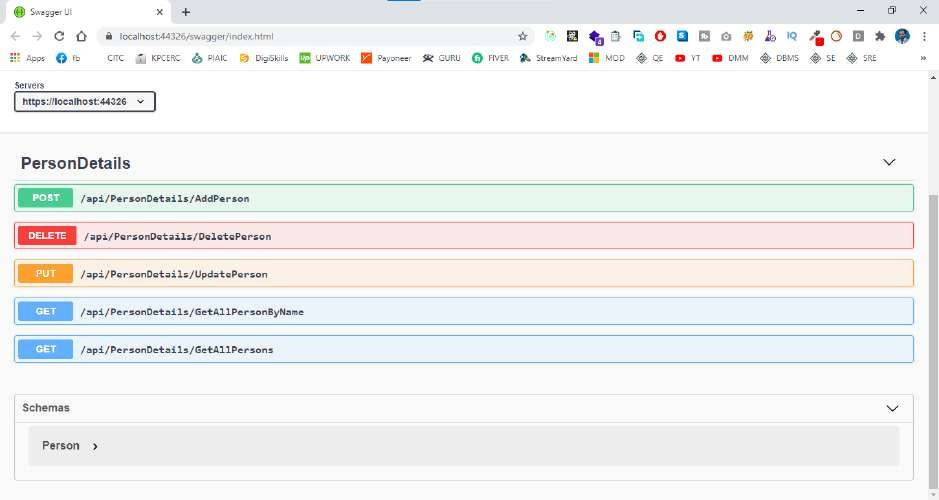 Swagger UI
localhost:44326/swagger/index.html
Apps fb CITC KPCERC PIAIC DigiSkills UPWORK Payoneer GURU FIVER StreamYard MOD QE YT DMM DBMS SE SRE »
Servers
https://localhost:44326
PersonDetails
POST /api/PersonDetails/AddPerson
DELETE /api/PersonDetails/DeletePerson
PUT /api/PersonDetails/UpdatePerson
GET /api/PersonDetails/GetAllPersonByName
GET /api/PersonDetails/GetAllPersons
Schemas
Person